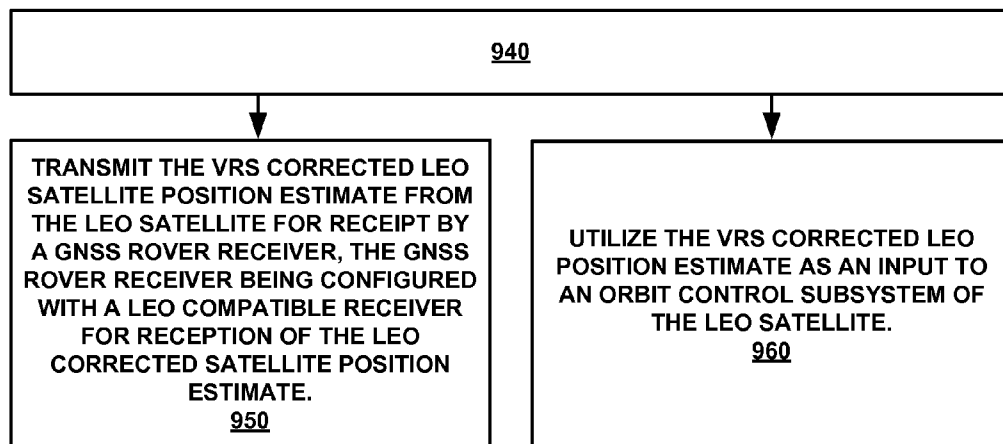 940
TRANSMIT THE VRS CORRECTED LEO
SATELLITE POSITION ESTIMATE FROM
THE LEO SATELLITE FOR RECEIPT BY
A GNSS ROVER RECEIVER, THE GNSS
ROVER RECEIVER BEING CONFIGURED
WITH A LEO COMPATIBLE RECEIVER
FOR RECEPTION OF THE LEO
CORRECTED SATELLITE POSITION
ESTIMATE.
950
UTILIZE THE VRS CORRECTED LEO
POSITION ESTIMATE AS AN INPUT TO
AN ORBIT CONTROL SUBSYSTEM OF
THE LEO SATELLITE.
960